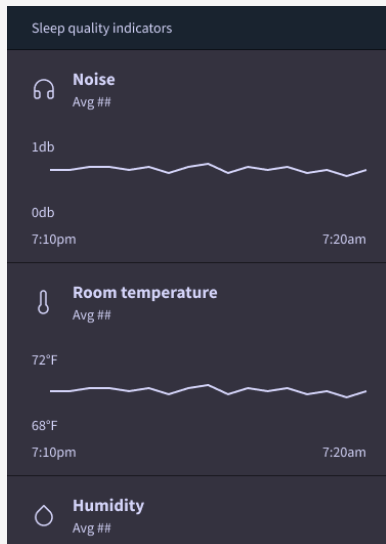 Sleep quality indicators
Noise
Avg ##
1db
0db
7:10pm 7:20am
Room temperature
Avg ##
72°F
68°F
7:10pm 7:20am
Humidity
Avg ##